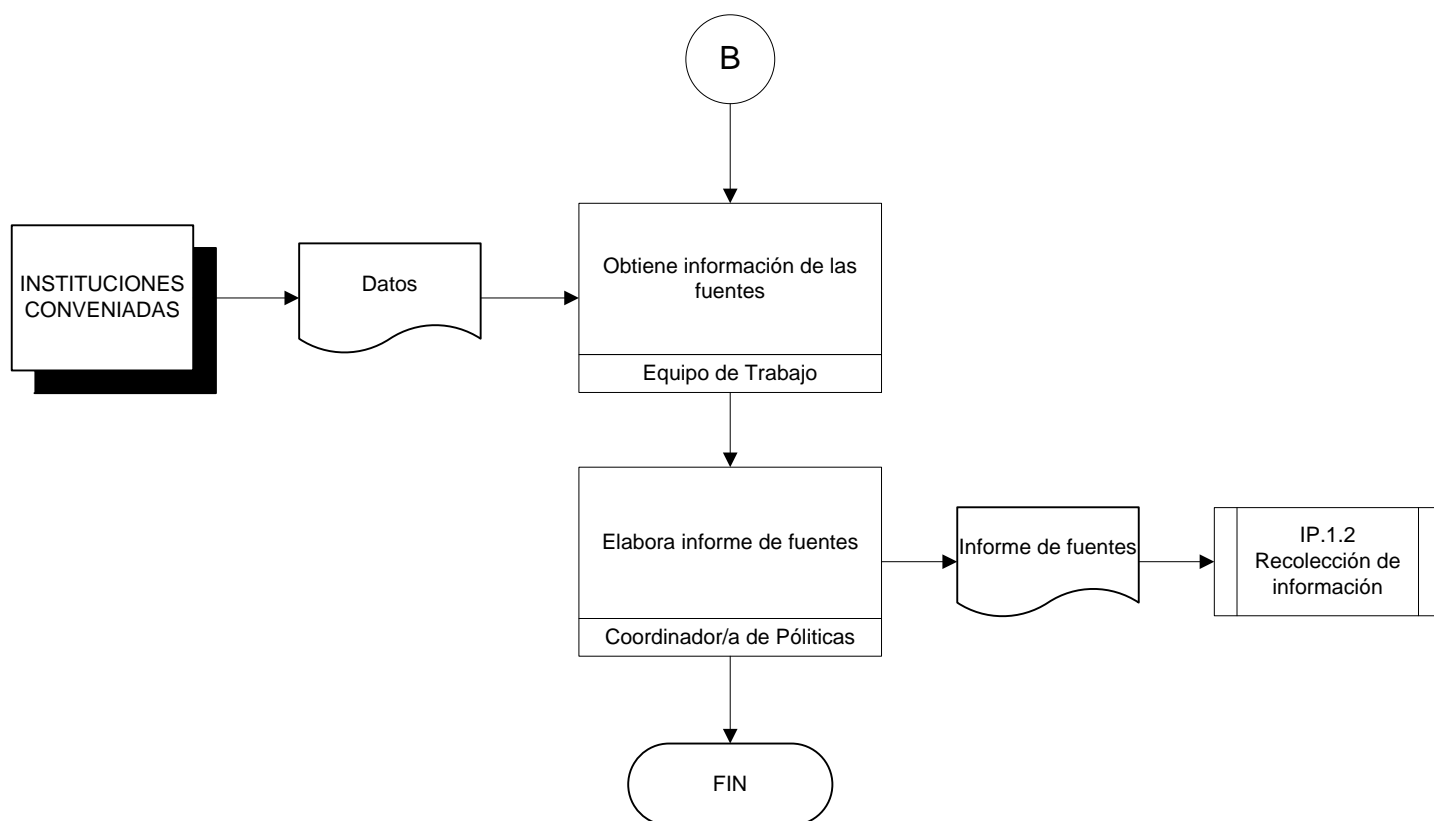 B
INSTITUCIONES
CONVENIADAS
Datos
Obtiene información de las
fuentes
Equipo de Trabajo
Elabora informe de fuentes
Coordinador/a de Póliticas
Informe de fuentes
IP.1.2
Recolección de
información
FIN